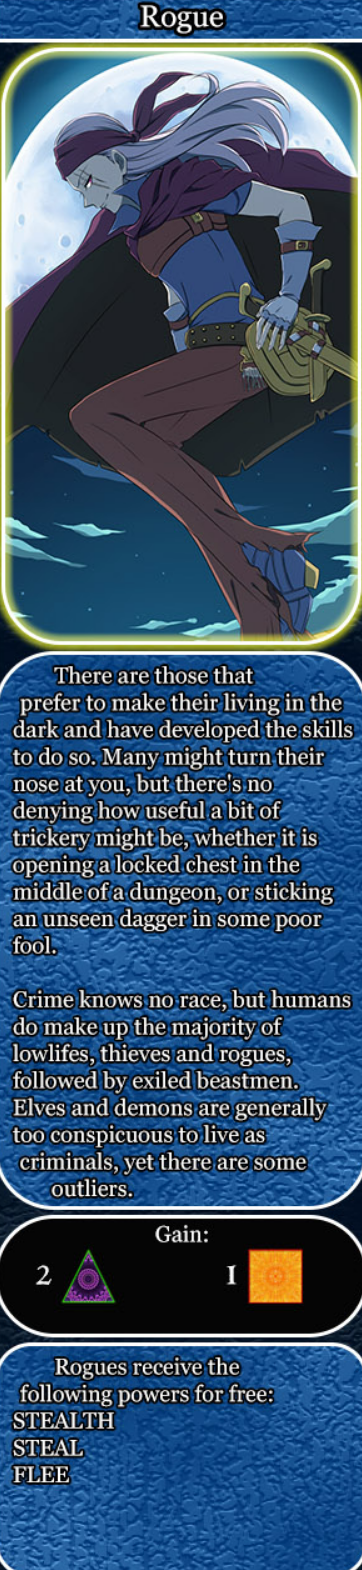 Rogue
There are those that
prefer to make their living in the
dark and have developed the skills
to do so. Many might turn their
nose at you, but there's no
denying how useful a bit of
trickery might be, whether it is
opening a locked chest in the
middle of a dungeon, or sticking
an unseen dagger in some poor
fool.
Crime knows no race, but humans
do make up the majority of
lowlifes, thieves and rogues,
followed by exiled beastmen.
Elves and demons are generally
too conspicuous to live as
criminals, yet there are some
outliers.
Gain:
2 1
Rogues receive the
following powers for free:
STEALTH
STEAL
FLEE